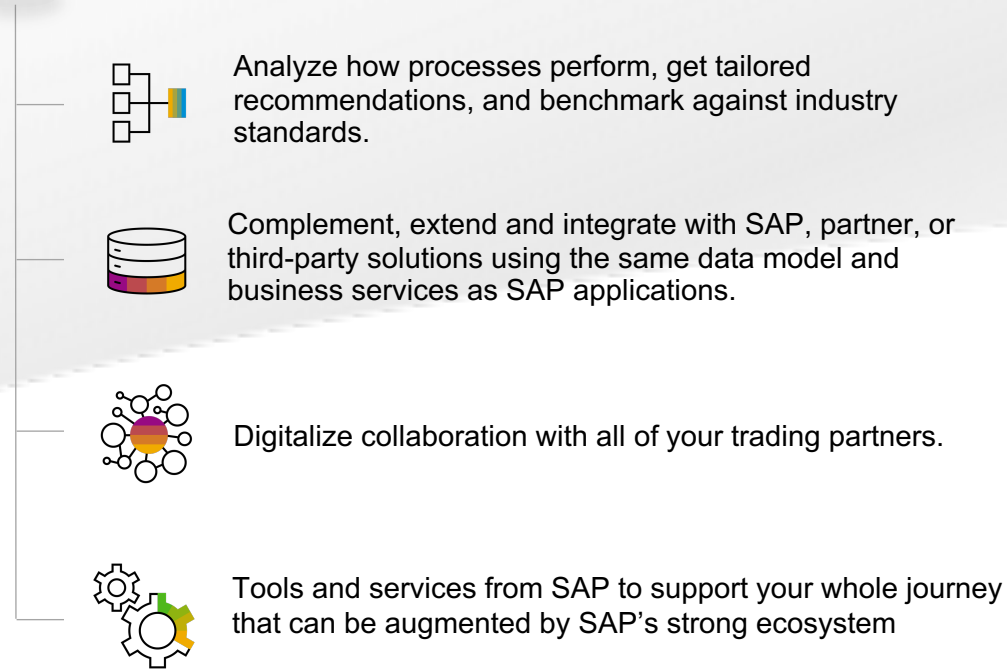 Analyze how processes perform, get tailored
recommendations, and benchmark against industry
standards.
Complement, extend and integrate with SAP, partner, or
third-party solutions using the same data model and
business services as SAP applications.
Digitalize collaboration with all of your trading partners.
Tools and services from SAP to support your whole journey
that can be augmented by SAP’s strong ecosystem